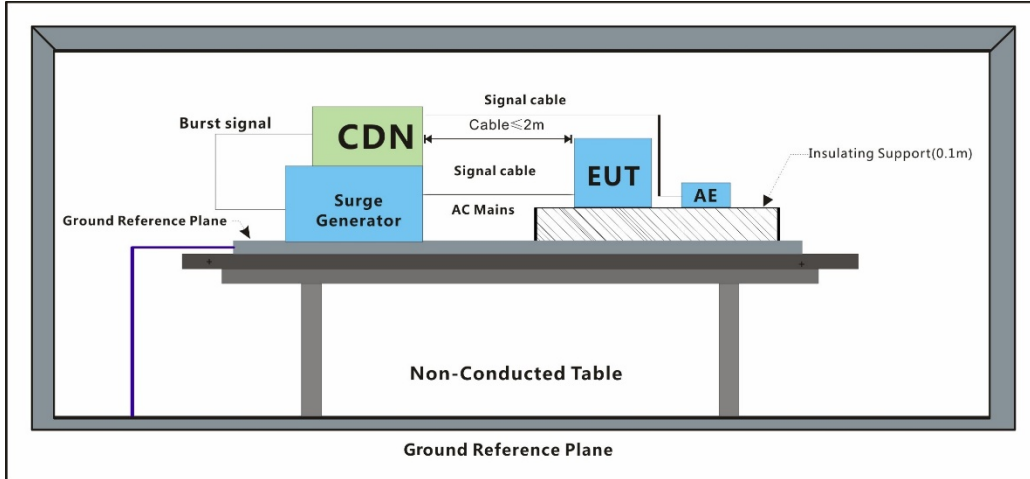 Signal cable
Burst signal
CDN
Cable≤2m
Insulating Support(0.1m)
Signal cable
EUT
Surge
Generator
AC Mains
AE
Ground Reference Plane
Non-Conducted Table
Ground Reference Plane